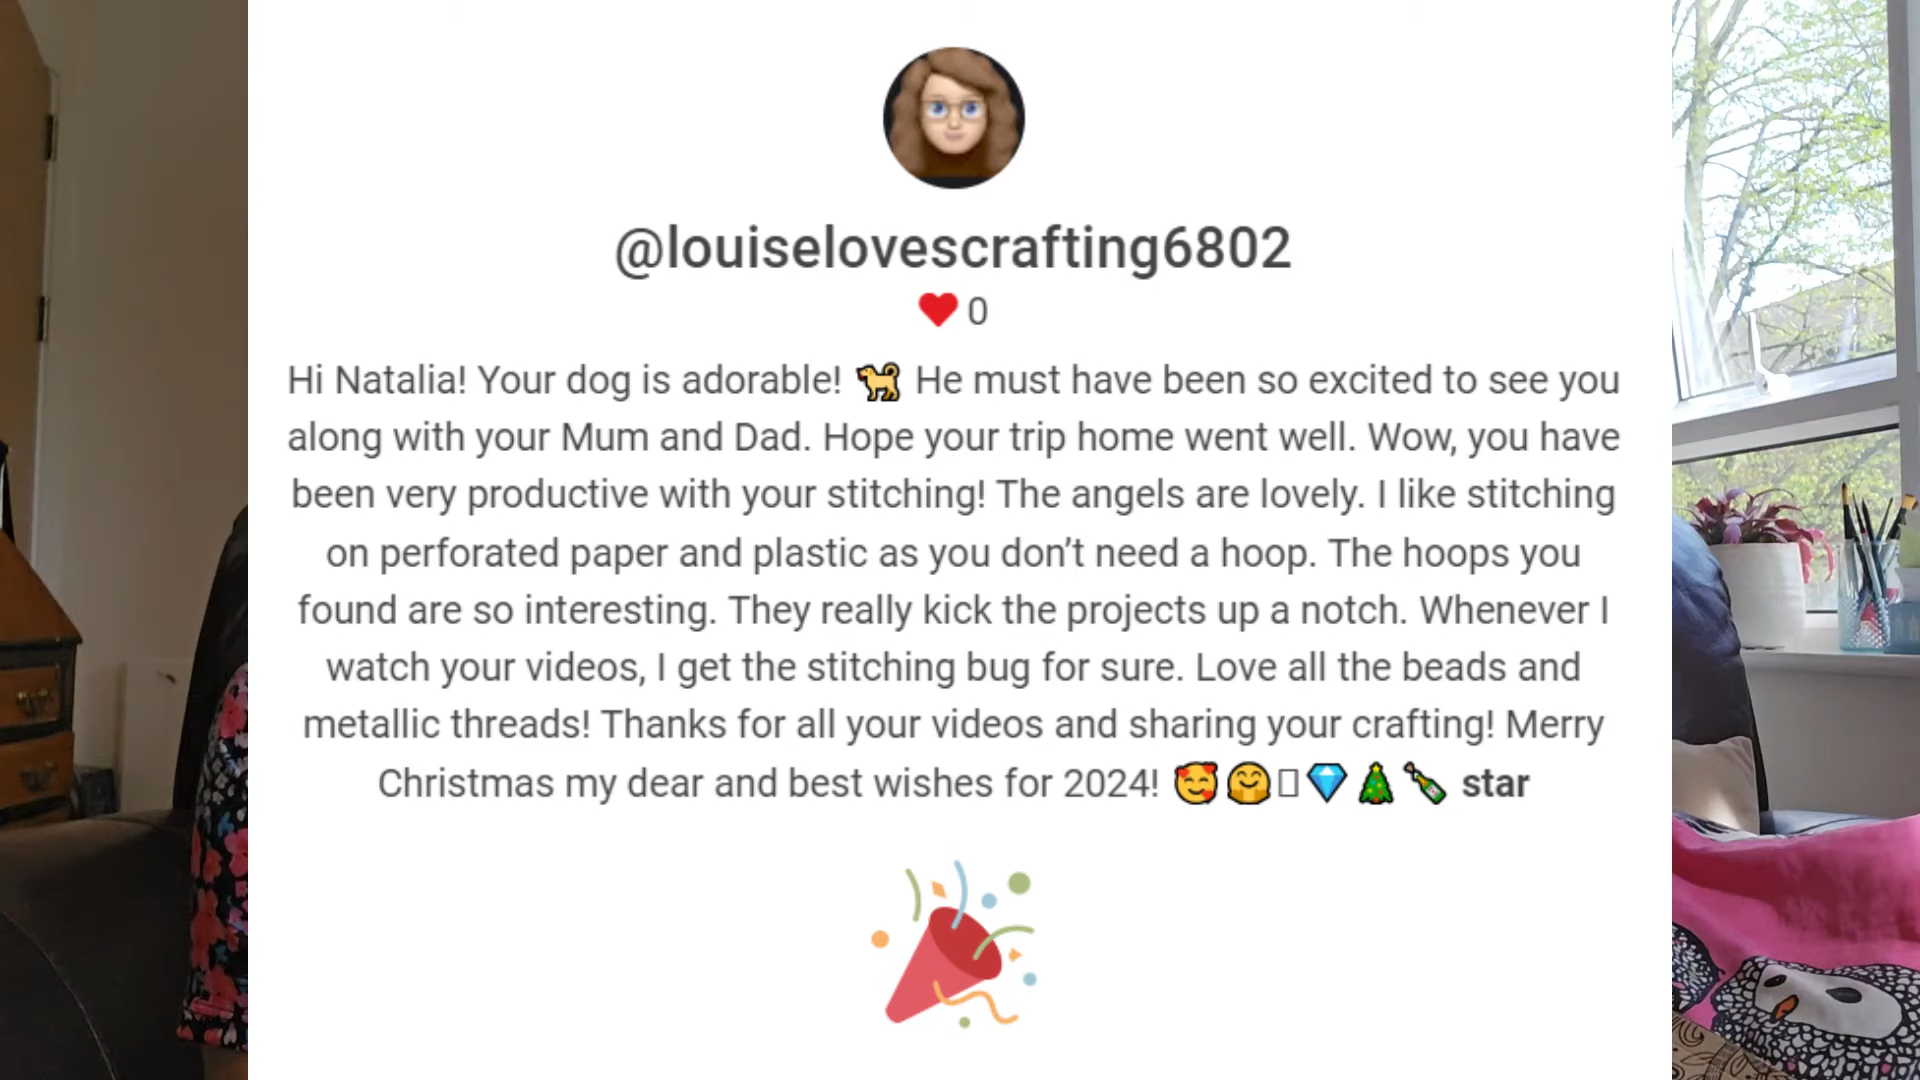 @louiselovescrafting6802
❤ 0
Hi Natalia! Your dog is adorable! 🐕 He must have been so excited to see you
along with your Mum and Dad. Hope your trip home went well. Wow, you have
been very productive with your stitching! The angels are lovely. I like stitching
on perforated paper and plastic as you don’t need a hoop. The hoops you
found are so interesting. They really kick the projects up a notch. Whenever I
watch your videos, I get the stitching bug for sure. Love all the beads and
metallic threads! Thanks for all your videos and sharing your crafting! Merry
Christmas my dear and best wishes for 2024! 🥰🤗▯💎🎄🍾 star